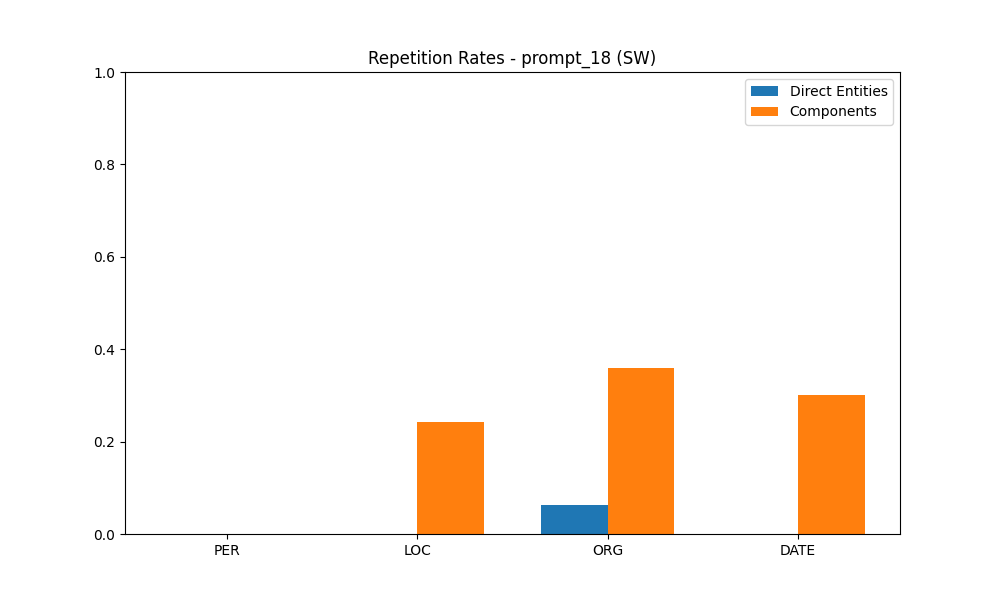 Repetition Rates - prompt_18 (SW)
Direct Entities
Components
1.0
0.8
0.6
0.4
0.2
0.0
PER LOC ORG DATE